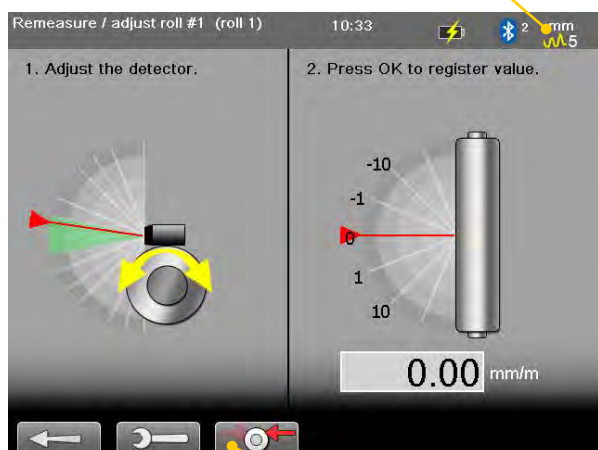 Remeasure / adjust roll #1 (roll 1) 10:33 2 mm
5
1. Adjust the detector. 2. Press OK to register value.
-10
-1
0
1
10
0.00 mm/m